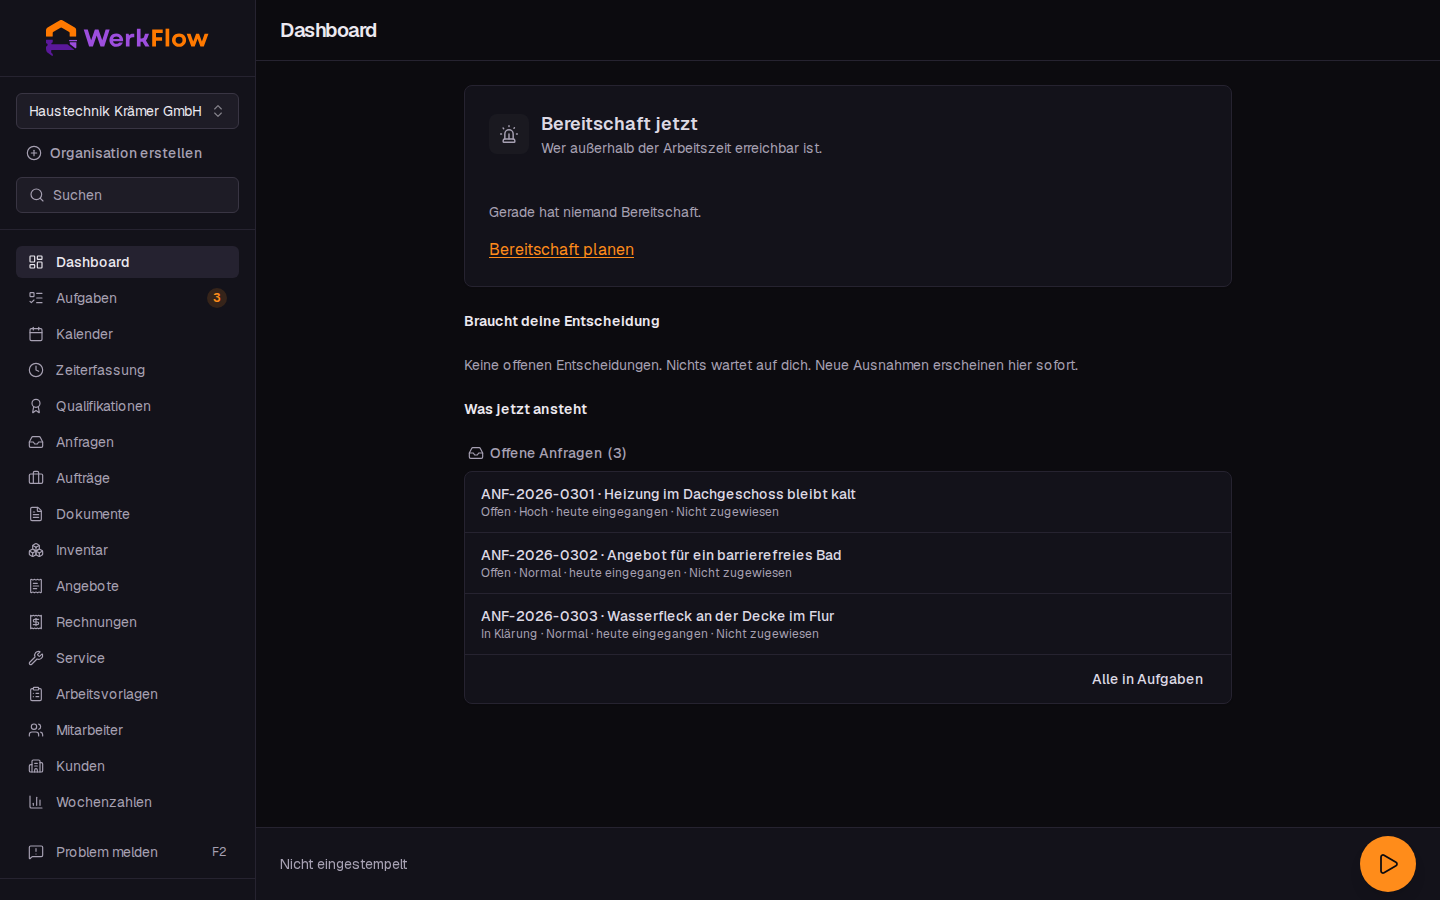 WerkFlow
Haustechnik Krämer GmbH
Organisation erstellen
Suchen
Dashboard
Aufgaben 3
Kalender
Zeiterfassung
Qualifikationen
Anfragen
Aufträge
Dokumente
Inventar
Angebote
Rechnungen
Service
Arbeitsvorlagen
Mitarbeiter
Kunden
Wochenzahlen
Problem melden F2
Dashboard
Bereitschaft jetzt
Wer außerhalb der Arbeitszeit erreichbar ist.
Gerade hat niemand Bereitschaft.
Bereitschaft planen
Braucht deine Entscheidung
Keine offenen Entscheidungen. Nichts wartet auf dich. Neue Ausnahmen erscheinen hier sofort.
Was jetzt ansteht
Offene Anfragen (3)
ANF-2026-0301 · Heizung im Dachgeschoss bleibt kalt
Offen · Hoch · heute eingegangen · Nicht zugewiesen
ANF-2026-0302 · Angebot für ein barrierefreies Bad
Offen · Normal · heute eingegangen · Nicht zugewiesen
ANF-2026-0303 · Wasserfleck an der Decke im Flur
In Klärung · Normal · heute eingegangen · Nicht zugewiesen
Alle in Aufgaben
Nicht eingestempelt